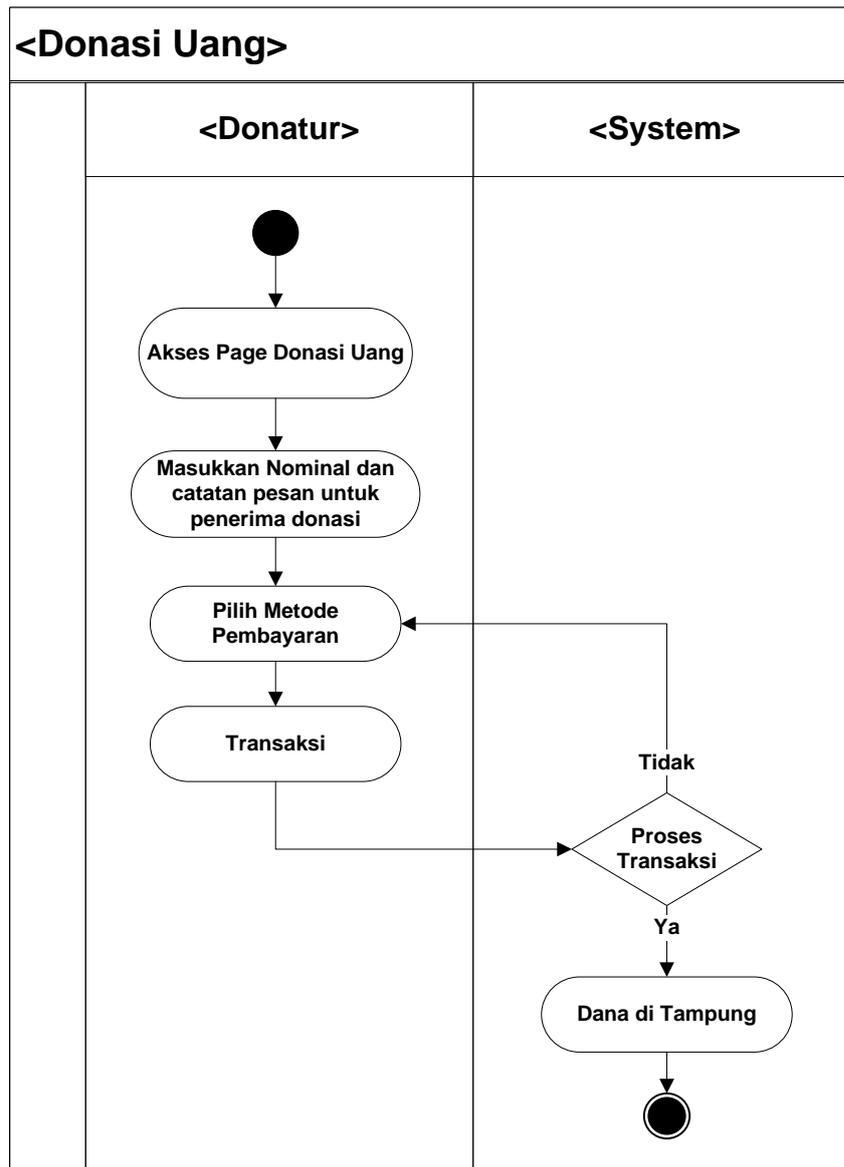 <Donasi Uang>
<Donatur>
<System>
Akses Page Donasi Uang
Masukkan Nominal dan
catatan pesan untuk
penerima donasi
Pilih Metode
Pembayaran
Transaksi
Tidak
Proses
Transaksi
Ya
Dana di Tampung